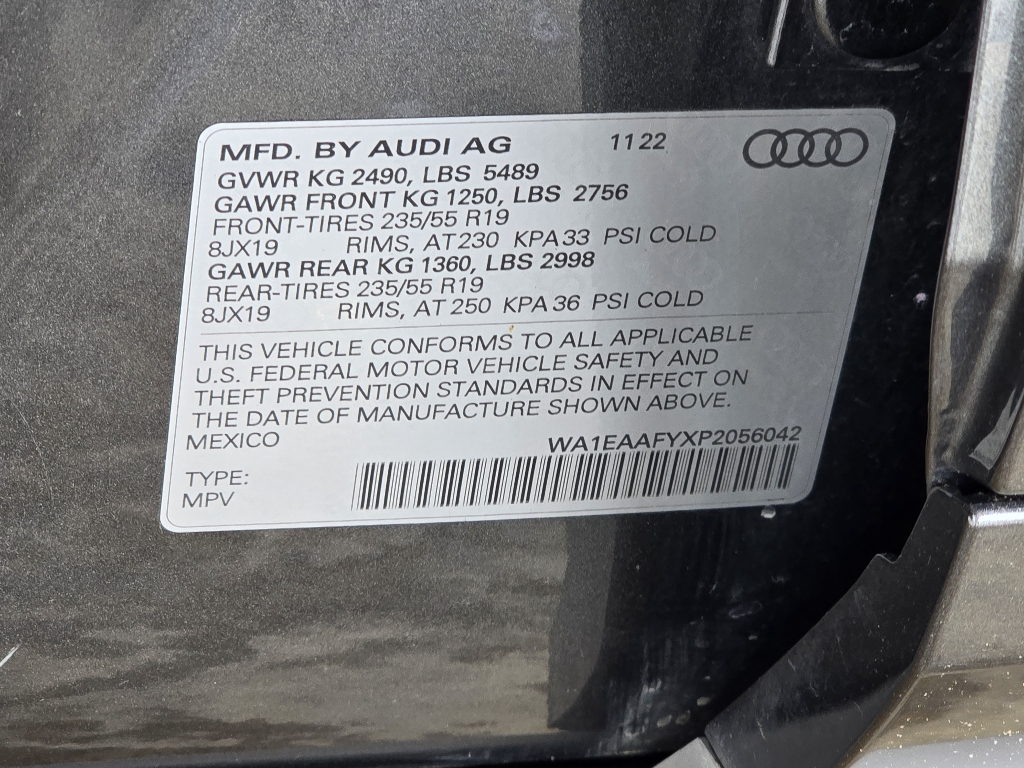 MFD. BY AUDI AG 1122
GVWR KG 2490, LBS 5489
GAWR FRONT KG 1250, LBS 2756
FRONT-TIRES 235/55 R19
8JX19 RIMS, AT 230 KPA 33 PSI COLD
GAWR REAR KG 1360, LBS 2998
REAR-TIRES 235/55 R19
8JX19 RIMS, AT 250 KPA 36 PSI COLD
THIS VEHICLE CONFORMS TO ALL APPLICABLE
U.S. FEDERAL MOTOR VEHICLE SAFETY AND
THEFT PREVENTION STANDARDS IN EFFECT ON
THE DATE OF MANUFACTURE SHOWN ABOVE.
MEXICO WA1EAAFYXP2056042
TYPE:
MPV